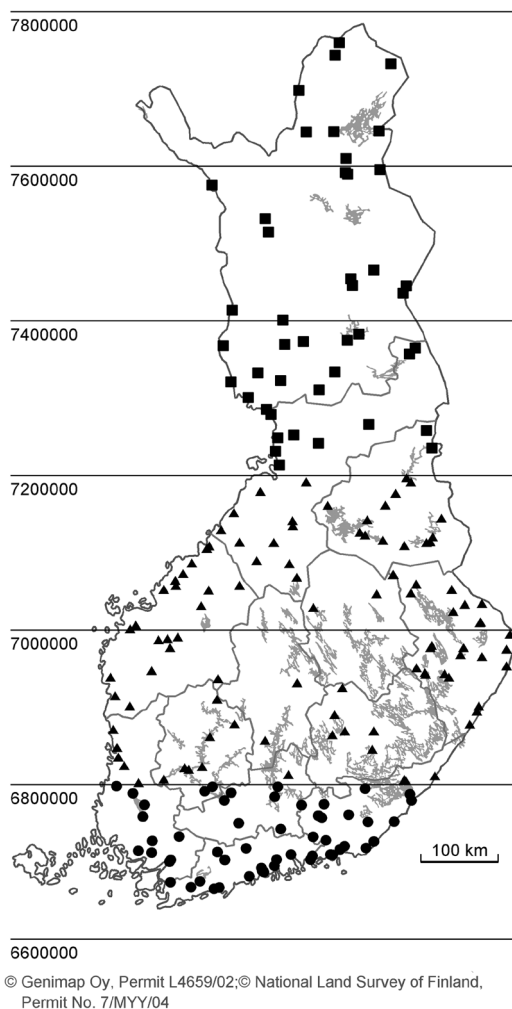 7800000
7600000
7400000
7200000
7000000
6800000
100 km
6600000
© Genimap Oy, Permit L4659/02;© National Land Survey of Finland,
Permit No. 7/MYY/04